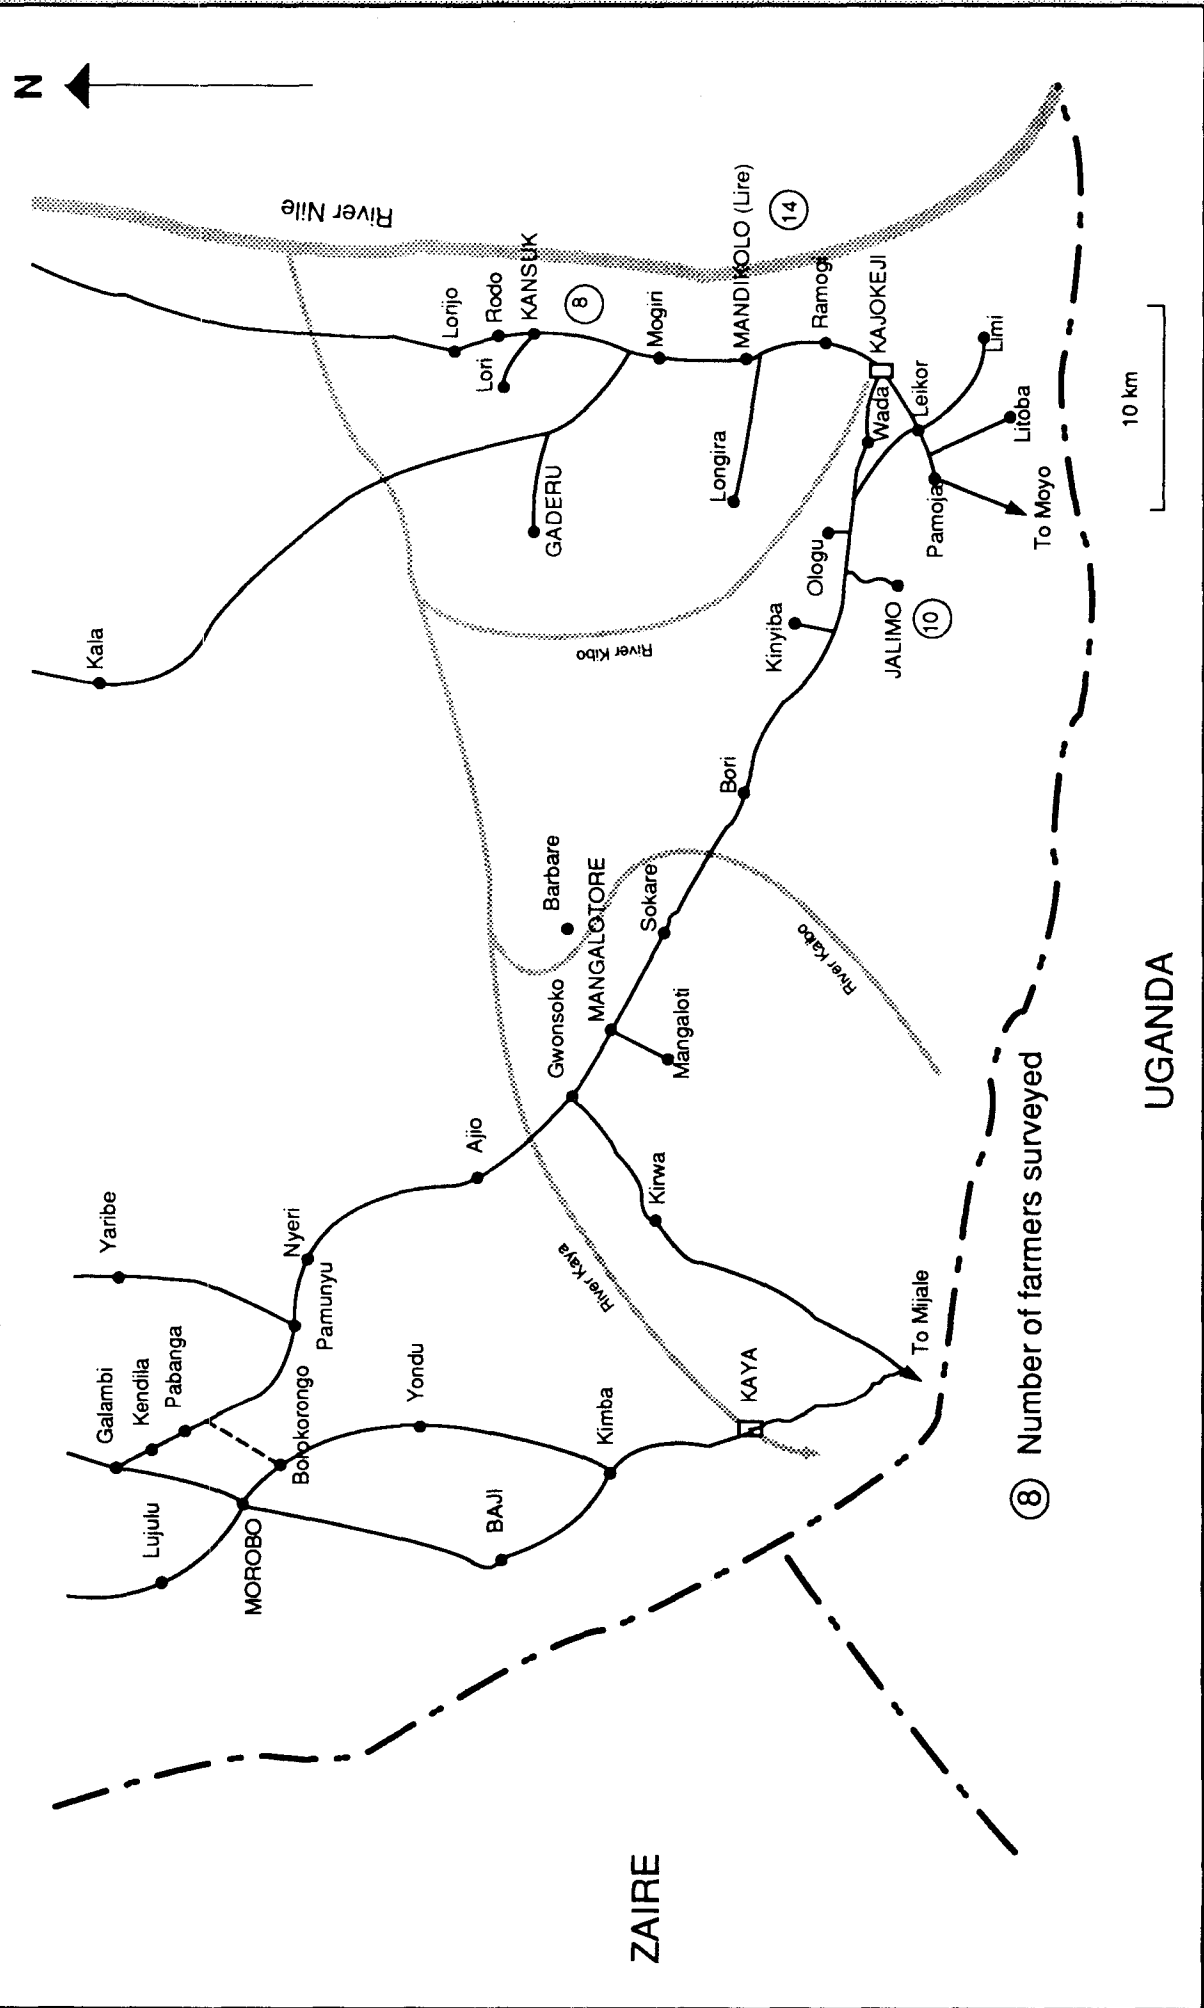 N
Kala
Lorijo
Rodo
KANSUK
Lori
8
River Nile
GADERU
Mogiri
MANDIKOLO (Lire)
14
Longira
Ramogi
KAJOKEJI
Wada
Leikor
Limi
Litoba
Pamoja
To Moyo
Ologu
JALIMO
10
Kinyiba
River Kibo
Bori
Barbare
MANGALOTORE
Sokare
River Kaibo
Gwonsoko
Mangaloti
Ajio
Kirwa
River Kaya
Yaribe
Nyeri
Pamunyu
Galambi
Kendila
Pabanga
Bokorongo
Yondu
Lujulu
MOROBO
BAJI
Kimba
KAYA
To Mijale
10 km
8 Number of farmers surveyed
UGANDA
ZAIRE